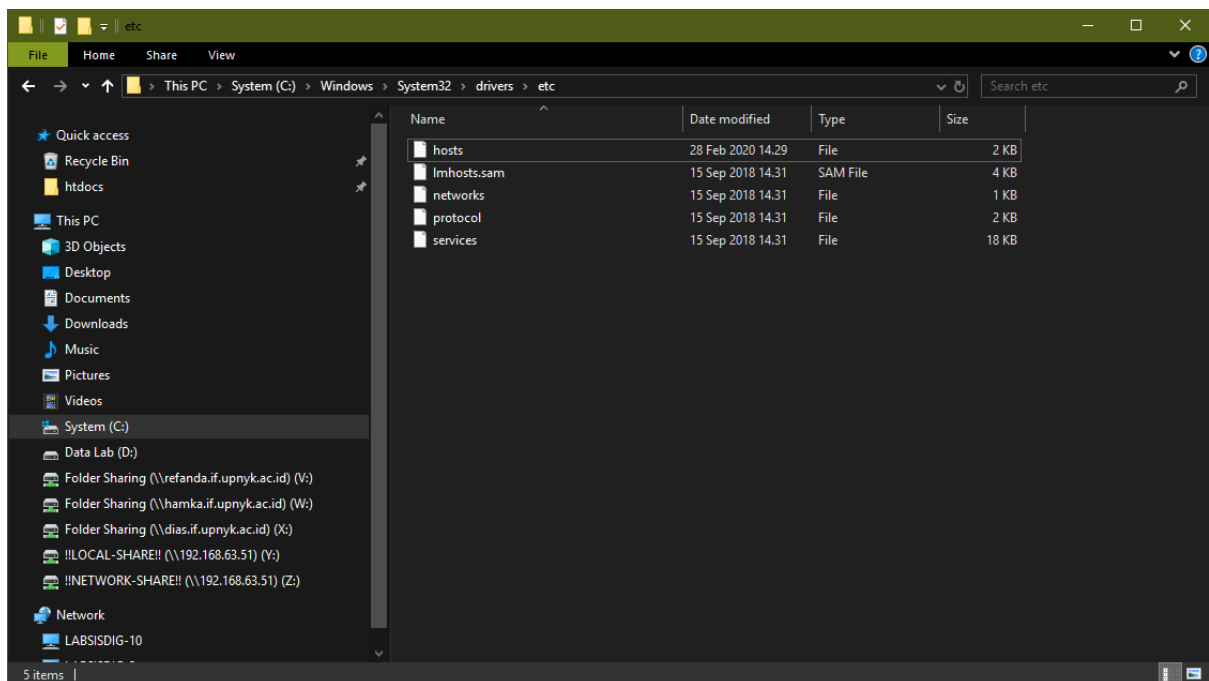 etc
File Home Share View
This PC > System (C:) > Windows > System32 > drivers > etc
Search etc
Quick access
Recycle Bin
htdocs
This PC
3D Objects
Desktop
Documents
Downloads
Music
Pictures
Videos
System (C:)
Data Lab (D:)
Folder Sharing (\\refanda.if.upnyk.ac.id) (V:)
Folder Sharing (\\hamka.if.upnyk.ac.id) (W:)
Folder Sharing (\\dias.if.upnyk.ac.id) (X:)
!!LOCAL-SHARE!! (\\192.168.63.51) (Y:)
!!NETWORK-SHARE!! (\\192.168.63.51) (Z:)
Network
LABSISDIG-10
Name Date modified Type Size
hosts 28 Feb 2020 14.29 File 2 KB
lmhosts.sam 15 Sep 2018 14.31 SAM File 4 KB
networks 15 Sep 2018 14.31 File 1 KB
protocol 15 Sep 2018 14.31 File 2 KB
services 15 Sep 2018 14.31 File 18 KB
5 items